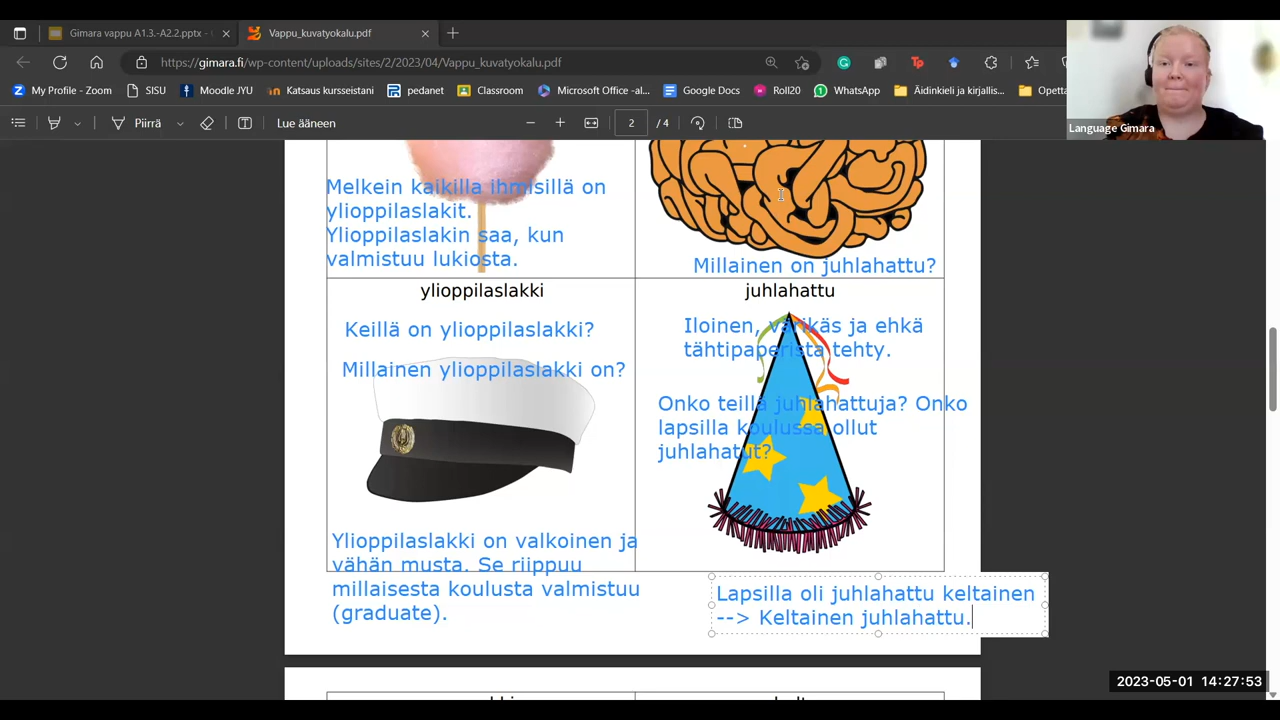 Gimara vappu A1.3.-A2.2.pptx -
Vappu_kuvatyokalu.pdf
https://gimara.fi/wp-content/uploads/sites/2/2023/04/Vappu_kuvatyokalu.pdf
My Profile - Zoom
SISU
Moodle JYU
Katsaus kursseistani
pedanet
Classroom
Microsoft Office -al...
Google Docs
Roll20
WhatsApp
Äidinkieli ja kirjallis...
Opetta
Language Gimara
Piirrä
Lue ääneen
2
/ 4
Melkein kaikilla ihmisillä on
ylioppilaslakit.
Ylioppilaslakin saa, kun
valmistuu lukiosta.
Millainen on juhlahattu?
ylioppilaslakki
juhlahattu
Keillä on ylioppilaslakki?
Millainen ylioppilaslakki on?
Iloinen, värikäs ja ehkä
tähtipaperista tehty.
Onko teillä juhlahattuja? Onko
lapsilla koulussa ollut
juhlahatut?
Ylioppilaslakki on valkoinen ja
vähän musta. Se riippuu
millaisesta koulusta valmistuu
(graduate).
Lapsilla oli juhlahattu keltainen
--> Keltainen juhlahattu.
2023-05-01 14:27:53